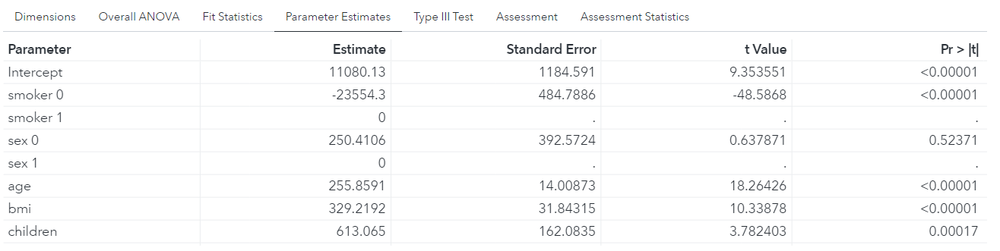 Dimensions Overall ANOVA Fit Statistics Parameter Estimates Type III Test Assessment Assessment Statistics
Parameter Estimate Standard Error t Value Pr > |t|
Intercept 11080.13 1184.591 9.353551 <0.00001
smoker 0 -23554.3 484.7886 -48.5868 <0.00001
smoker 1 0 . . .
sex 0 250.4106 392.5724 0.637871 0.52371
sex 1 0 . . .
age 255.8591 14.00873 18.26426 <0.00001
bmi 329.2192 31.84315 10.33878 <0.00001
children 613.065 162.0835 3.782403 0.00017